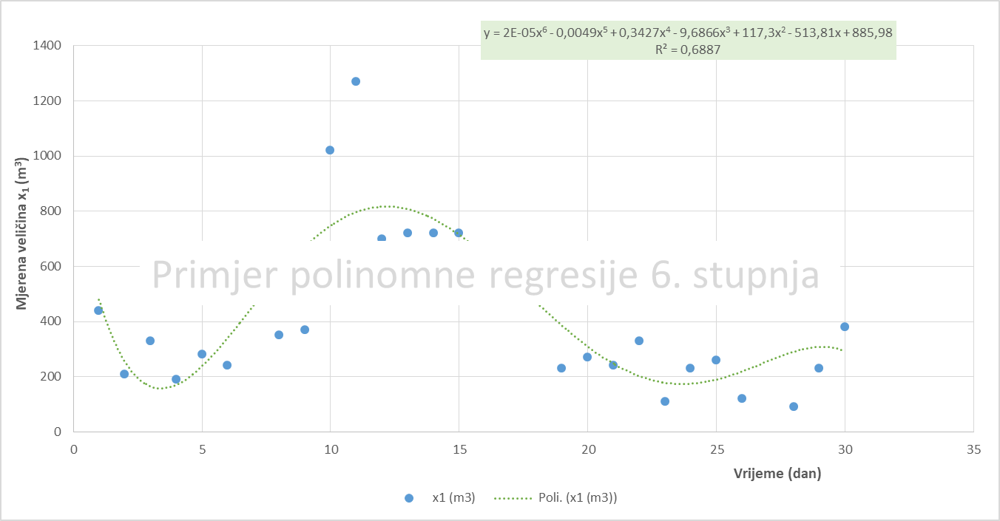 y = 2E-05x⁶ - 0,0049x⁵ + 0,3427x⁴ - 9,6866x³ + 117,3x² - 513,81x + 885,98
R² = 0,6887
1400
1200
1000
800
600
400
200
0
Mjerena veličina x₁ (m³)
Primjer polinomne regresije 6. stupnja
0 5 10 15 20 25 30 35
Vrijeme (dan)
x1 (m3) Poli. (x1 (m3))